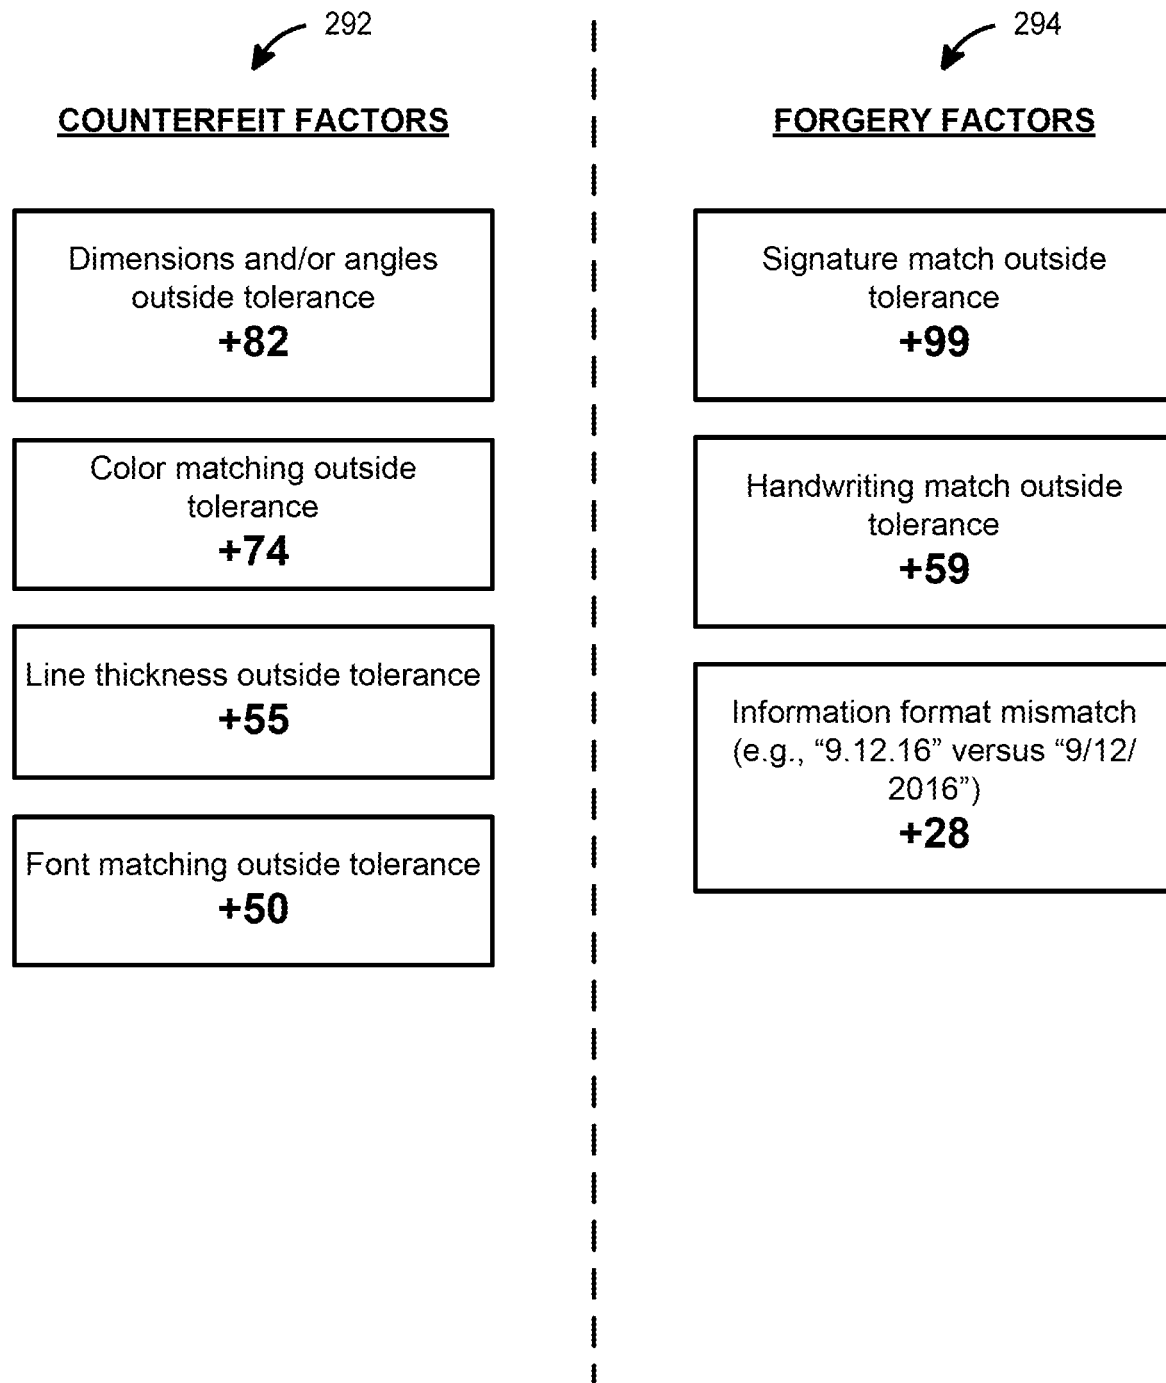 292
COUNTERFEIT FACTORS
Dimensions and/or angles
outside tolerance
+82
Color matching outside
tolerance
+74
Line thickness outside tolerance
+55
Font matching outside tolerance
+50
294
FORGERY FACTORS
Signature match outside
tolerance
+99
Handwriting match outside
tolerance
+59
Information format mismatch
(e.g., “9.12.16” versus “9/12/
2016”)
+28